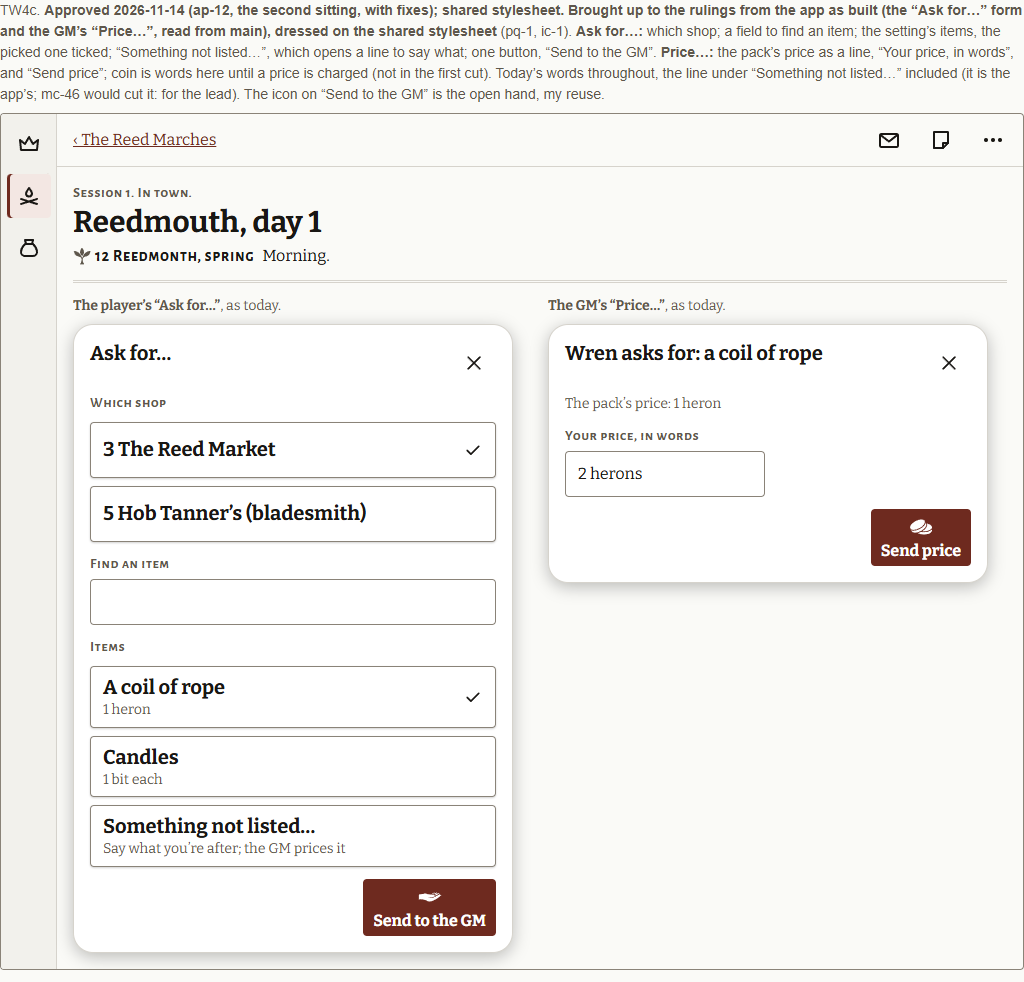 TW4c. Approved 2026-11-14 (ap-12, the second sitting, with fixes); shared stylesheet. Brought up to the rulings from the app as built (the “Ask for…” form
and the GM’s “Price…”, read from main), dressed on the shared stylesheet (pq-1, ic-1). Ask for…: which shop; a field to find an item; the setting’s items, the
picked one ticked; “Something not listed…”, which opens a line to say what; one button, “Send to the GM”. Price…: the pack’s price as a line, “Your price, in words”,
and “Send price”; coin is words here until a price is charged (not in the first cut). Today’s words throughout, the line under “Something not listed…” included (it is the
app’s; mc-46 would cut it: for the lead). The icon on “Send to the GM” is the open hand, my reuse.
‹ The Reed Marches
Session 1. In town.
Reedmouth, day 1
12 Reedmonth, spring Morning.
The player’s “Ask for…”, as today.
Ask for…
Which shop
3 The Reed Market
5 Hob Tanner’s (bladesmith)
Find an item
Items
A coil of rope
1 heron
Candles
1 bit each
Something not listed…
Say what you’re after; the GM prices it
Send to the GM
The GM’s “Price…”, as today.
Wren asks for: a coil of rope
The pack’s price: 1 heron
Your price, in words
2 herons
Send price